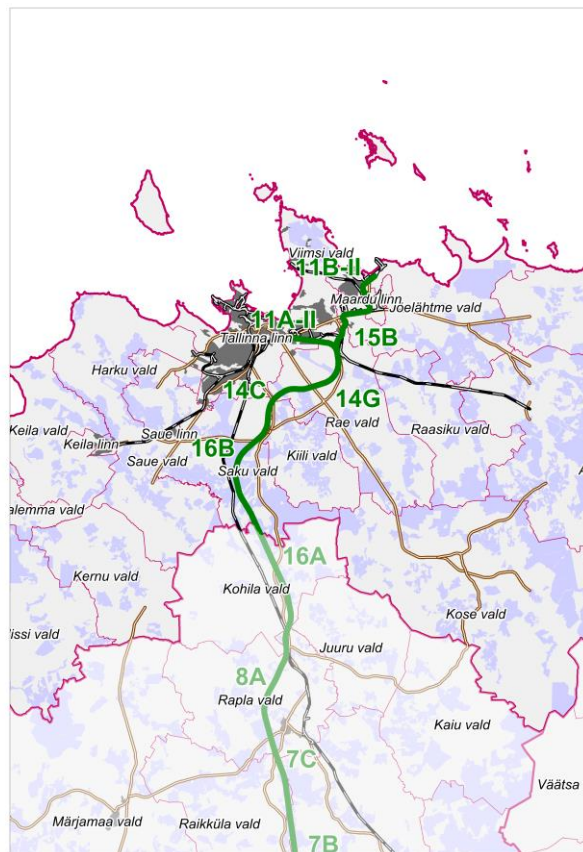 Viimsi vald
11B-II
Maardu linn
Jõelähtme vald
11A-II
Tallinna linn
15B
Harku vald
14C
14G
Keila vald
Saue linn
Rae vald
Raasiku vald
Keila linn
16B
Saue vald
Kiili vald
Saku vald
alemma vald
A
16A
Kernu vald
Kohila vald
Kose vald
issi vald
Juuru vald
8A
Rapla vald
Kaiu vald
7C
Väätsa
Märjamaa vald
Raikküla vald
7B